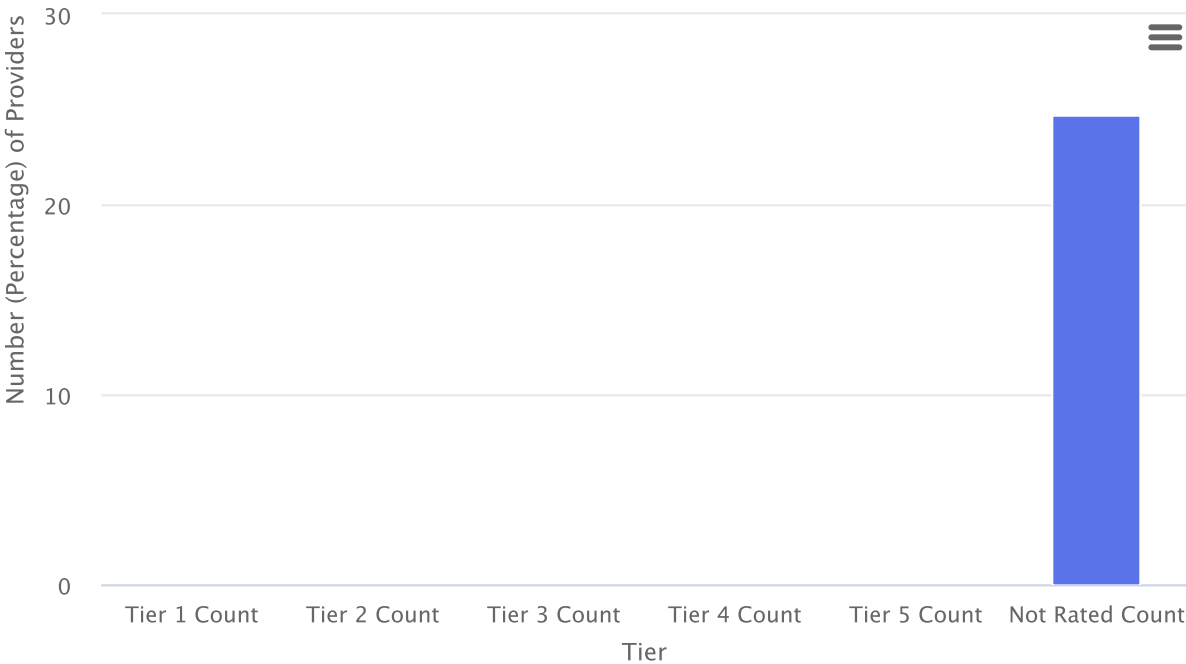 Number (Percentage) of Providers
30
20
10
0
Tier 1 Count
Tier 2 Count
Tier 3 Count
Tier 4 Count
Tier 5 Count
Not Rated Count
Tier